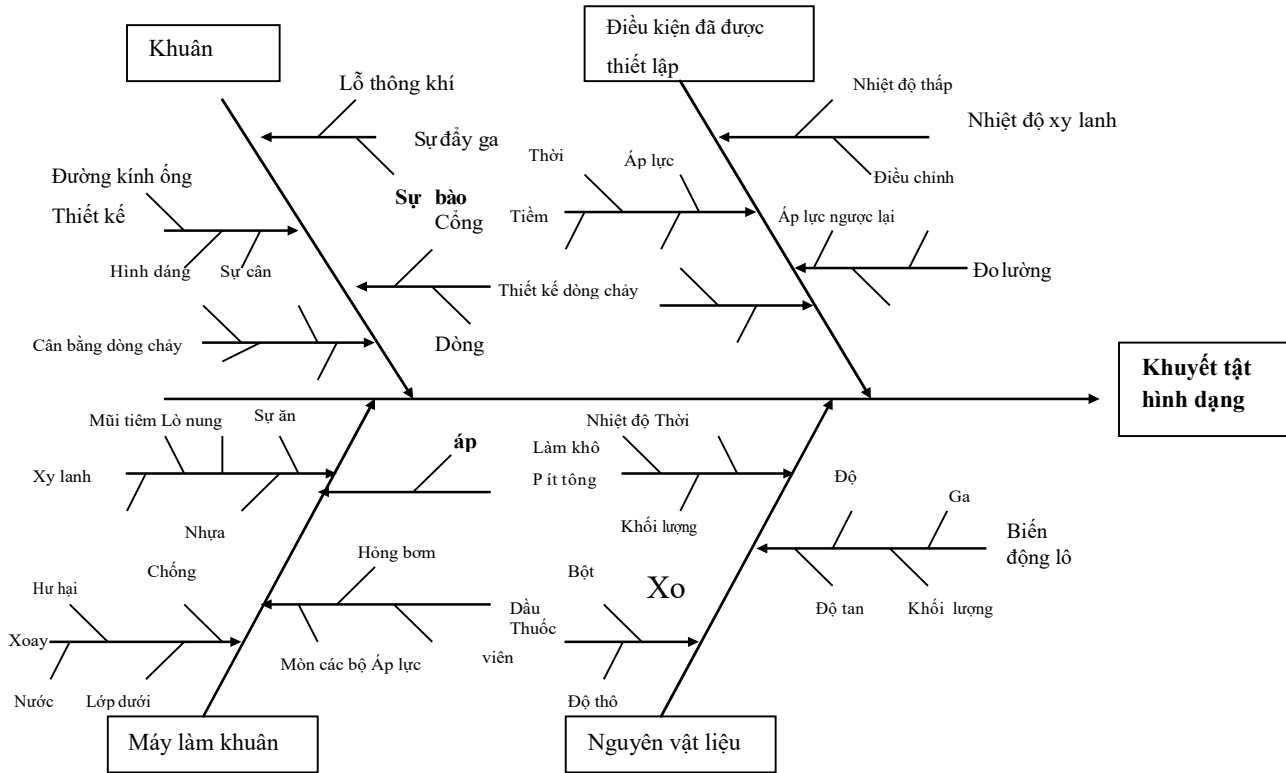 Khuân
Điều kiện đã được
thiết lập
Lỗ thông khí
Sự đẩy ga
Nhiệt độ thấp
Nhiệt độ xy lanh
Điều chỉnh
Đường kính ống
Thiết kế
Hình dáng
Sự cân
Sự bào
Cổng
Thời
Áp lực
Tiềm
Áp lực ngược lại
Đo lường
Thiết kế dòng chảy
Cân bằng dòng chảy
Dòng
Khuyết tật
hình dạng
Mũi tiêm Lò nung
Sự ăn
Xy lanh
Nhựa
áp
Nhiệt độ Thời
Làm khô
P ít tông
Khối lượng
Độ
Ga
Biến
động lô
Độ tan
Khối lượng
Chống
Hư hại
Xoay
Nước
Lớp dưới
Hỏng bơm
Mòn các bộ Áp lực
Dầu
Thuốc
viên
Bột
Xo
Độ thô
Máy làm khuân
Nguyên vật liệu